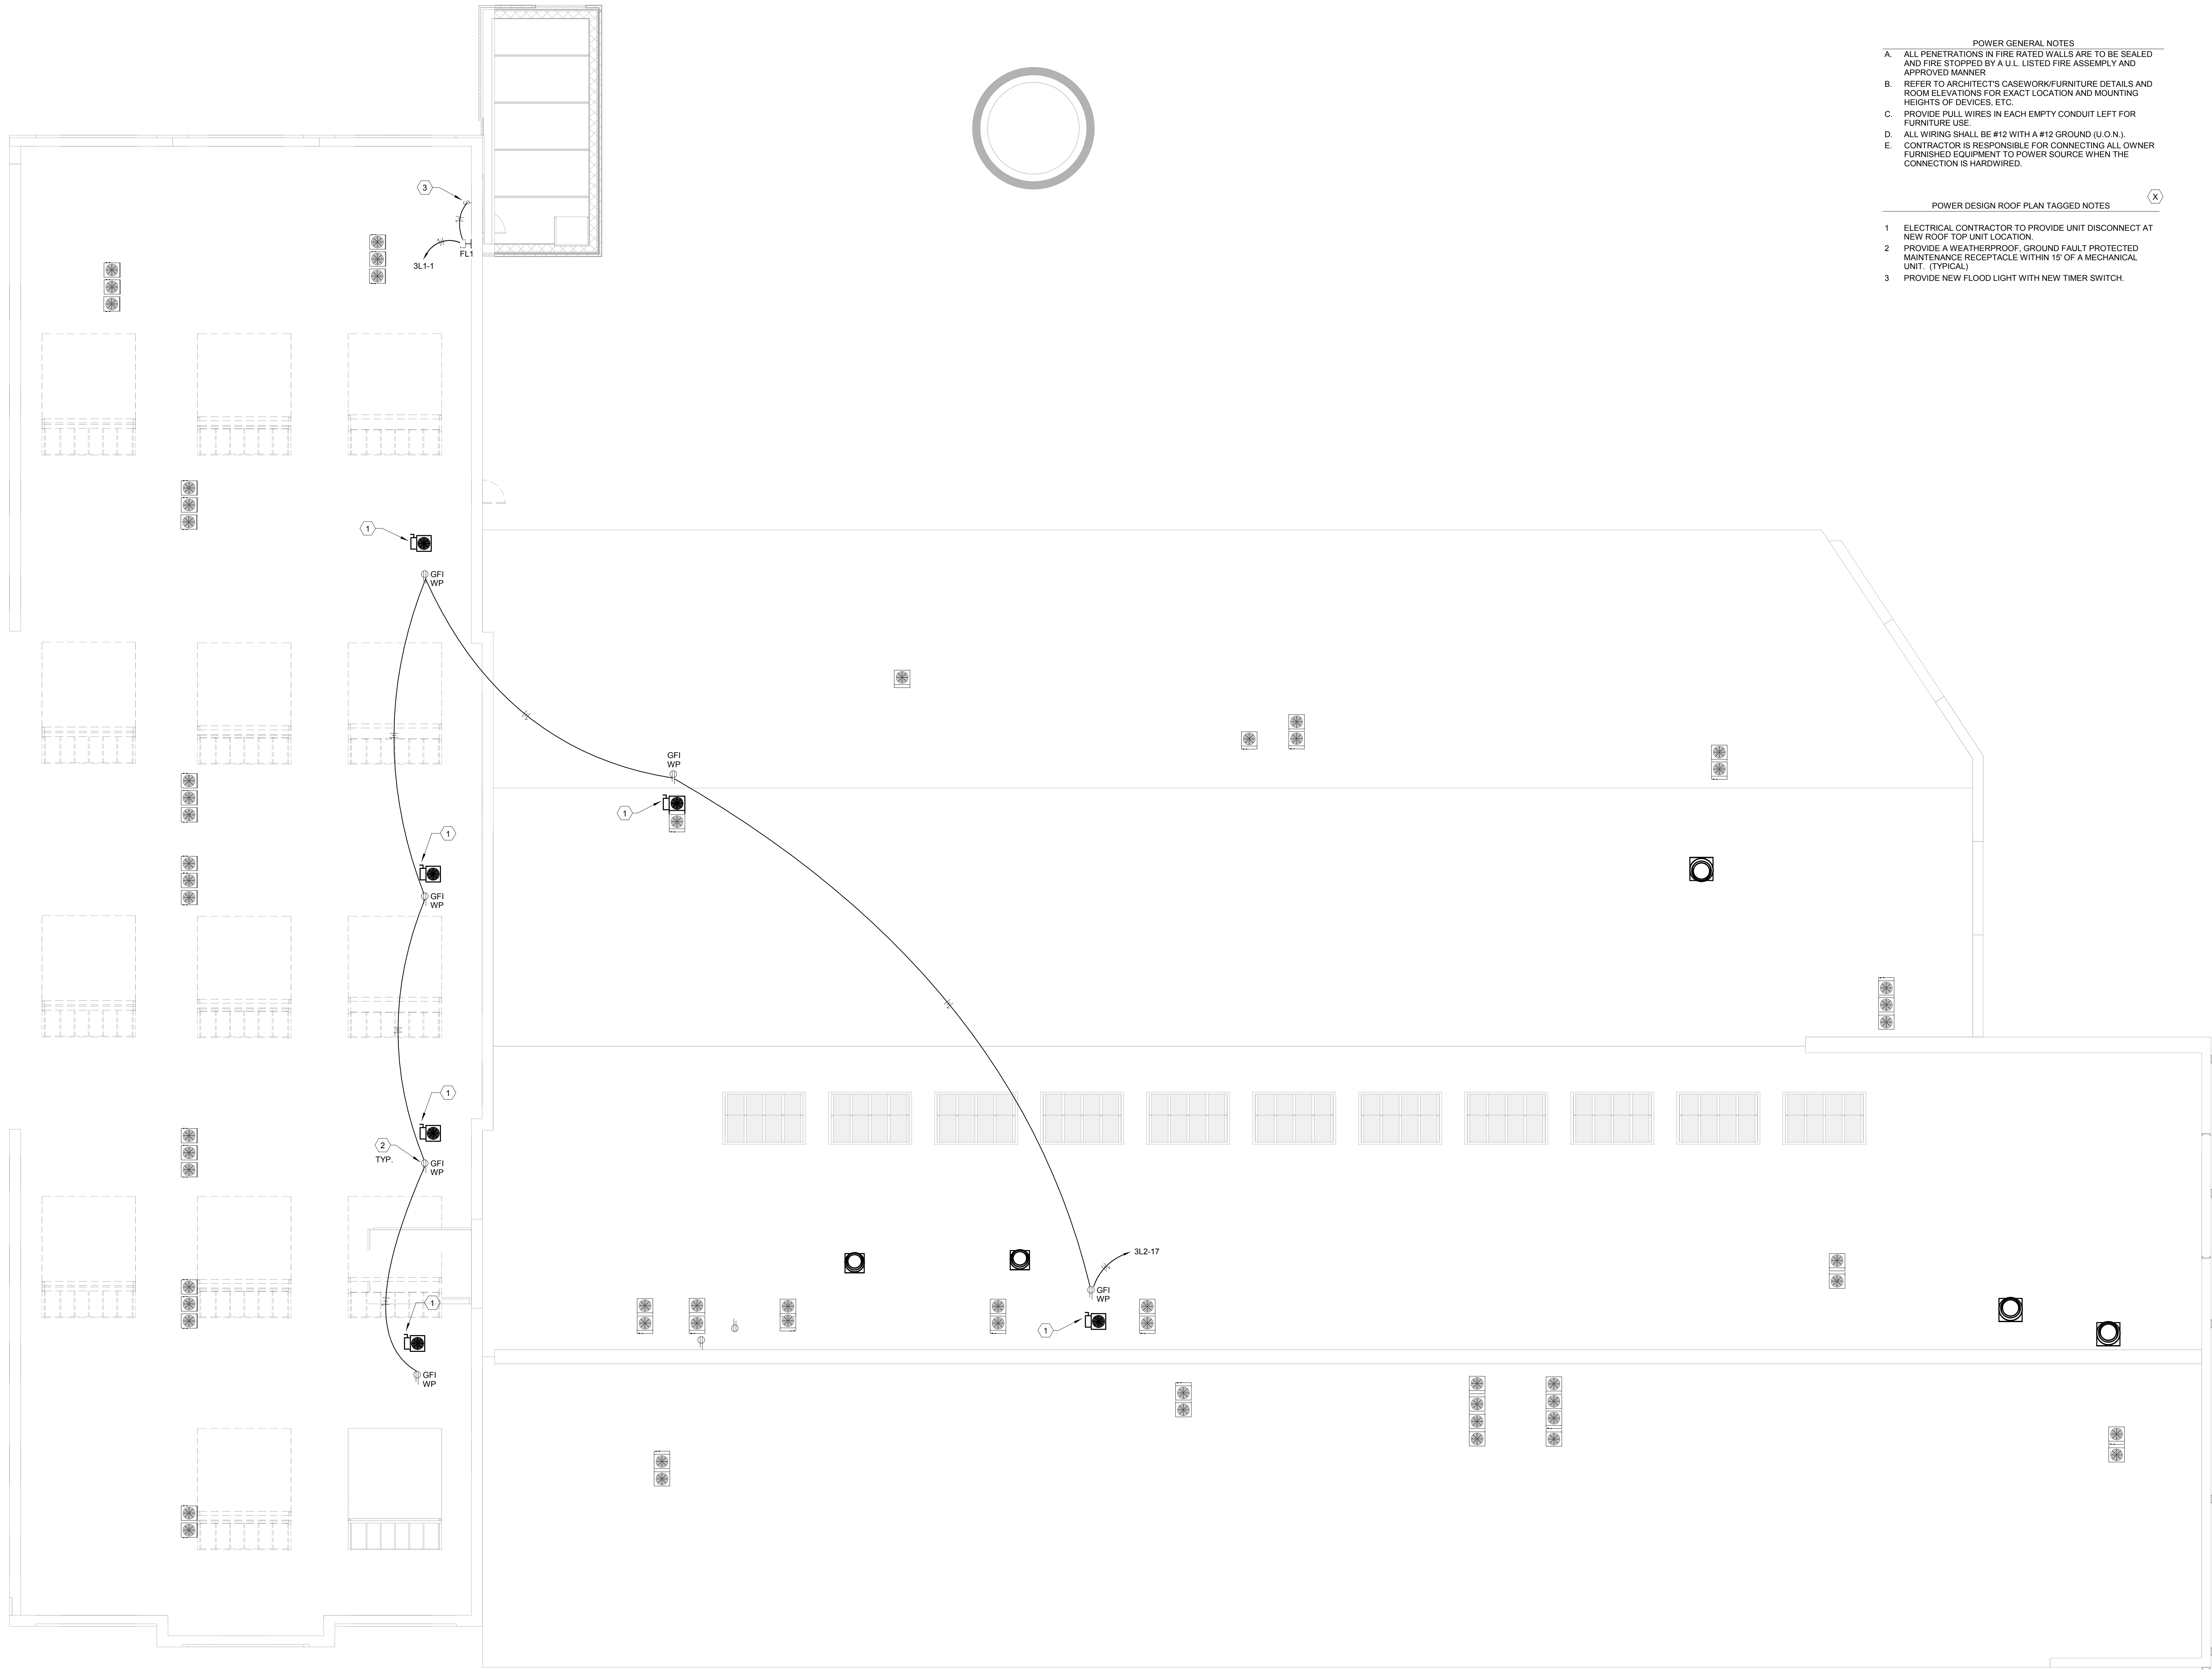 POWER GENERAL NOTES
A. ALL PENETRATIONS IN FIRE RATED WALLS ARE TO BE SEALED
AND FIRE STOPPED BY A U.L. LISTED FIRE ASSEMPLY AND
APPROVED MANNER
B. REFER TO ARCHITECT'S CASEWORK/FURNITURE DETAILS AND
ROOM ELEVATIONS FOR EXACT LOCATION AND MOUNTING
HEIGHTS OF DEVICES, ETC.
C. PROVIDE PULL WIRES IN EACH EMPTY CONDUIT LEFT FOR
FURNITURE USE.
D. ALL WIRING SHALL BE #12 WITH A #12 GROUND (U.O.N.).
E. CONTRACTOR IS RESPONSIBLE FOR CONNECTING ALL OWNER
FURNISHED EQUIPMENT TO POWER SOURCE WHEN THE
CONNECTION IS HARDWIRED.
X
POWER DESIGN ROOF PLAN TAGGED NOTES
1 ELECTRICAL CONTRACTOR TO PROVIDE UNIT DISCONNECT AT
NEW ROOF TOP UNIT LOCATION.
2 PROVIDE A WEATHERPROOF, GROUND FAULT PROTECTED
MAINTENANCE RECEPTACLE WITHIN 15' OF A MECHANICAL
UNIT. (TYPICAL)
3 PROVIDE NEW FLOOD LIGHT WITH NEW TIMER SWITCH.
3
FL1
3L1-1
1
GFI
WP
GFI
WP
1
1
GFI
WP
1
2
TYP.
GFI
WP
3L2-17
GFI
WP
1
1
GFI
WP